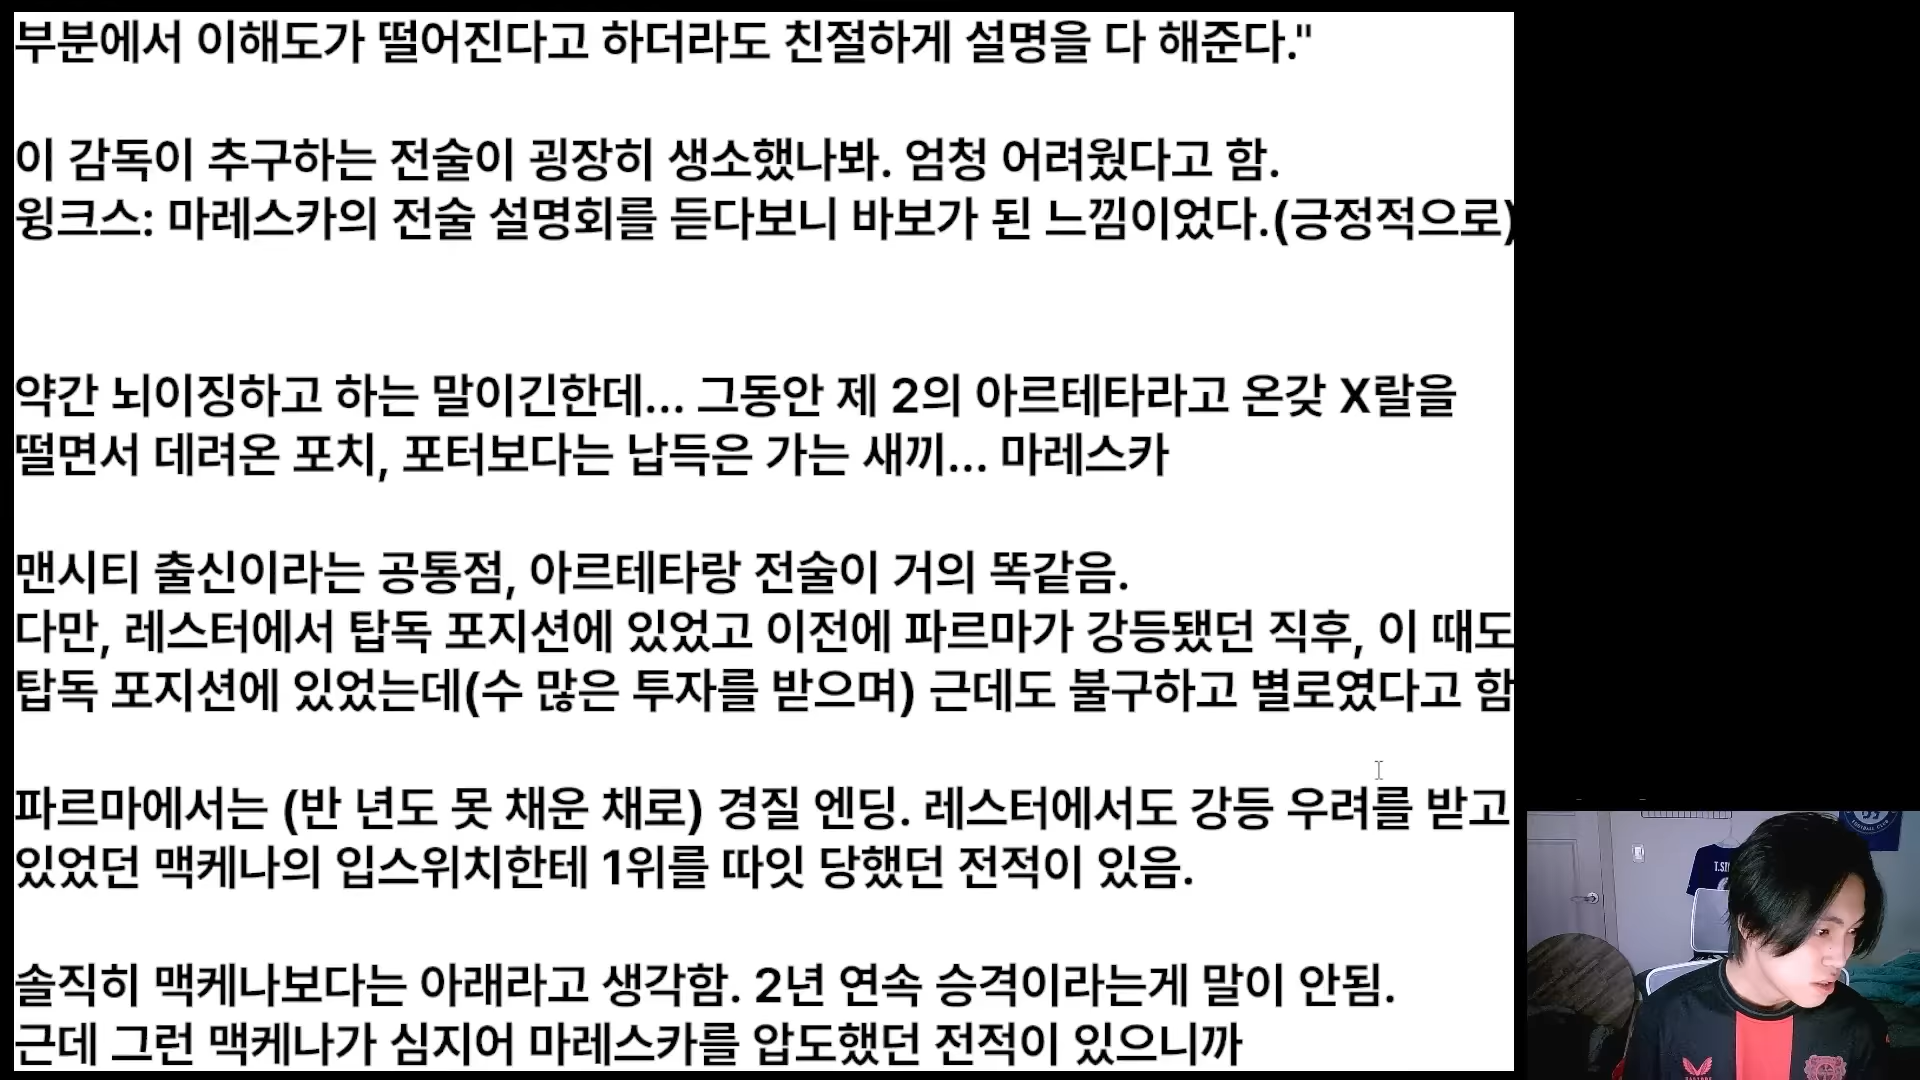 부분에서 이해도가 떨어진다고 하더라도 친절하게 설명을 다 해준다."
이 감독이 추구하는 전술이 굉장히 생소했나봐. 엄청 어려웠다고 함.
윙크스: 마레스카의 전술 설명회를 듣다보니 바보가 된 느낌이었다.(긍정적으로)
약간 뇌이징하고 하는 말이긴한데... 그동안 제 2의 아르테타라고 온갖 X랄을
떨면서 데려온 포치, 포터보다는 납득은 가는 새끼... 마레스카
맨시티 출신이라는 공통점, 아르테타랑 전술이 거의 똑같음.
다만, 레스터에서 탑독 포지션에 있었고 이전에 파르마가 강등됐던 직후, 이 때도
탑독 포지션에 있었는데(수 많은 투자를 받으며) 근데도 불구하고 별로였다고 함
파르마에서는 (반 년도 못 채운 채로) 경질 엔딩. 레스터에서도 강등 우려를 받고
있었던 맥케나의 입스위치한테 1위를 따잇 당했던 전적이 있음.
솔직히 맥케나보다는 아래라고 생각함. 2년 연속 승격이라는게 말이 안됨.
근데 그런 맥케나가 심지어 마레스카를 압도했던 전적이 있으니까